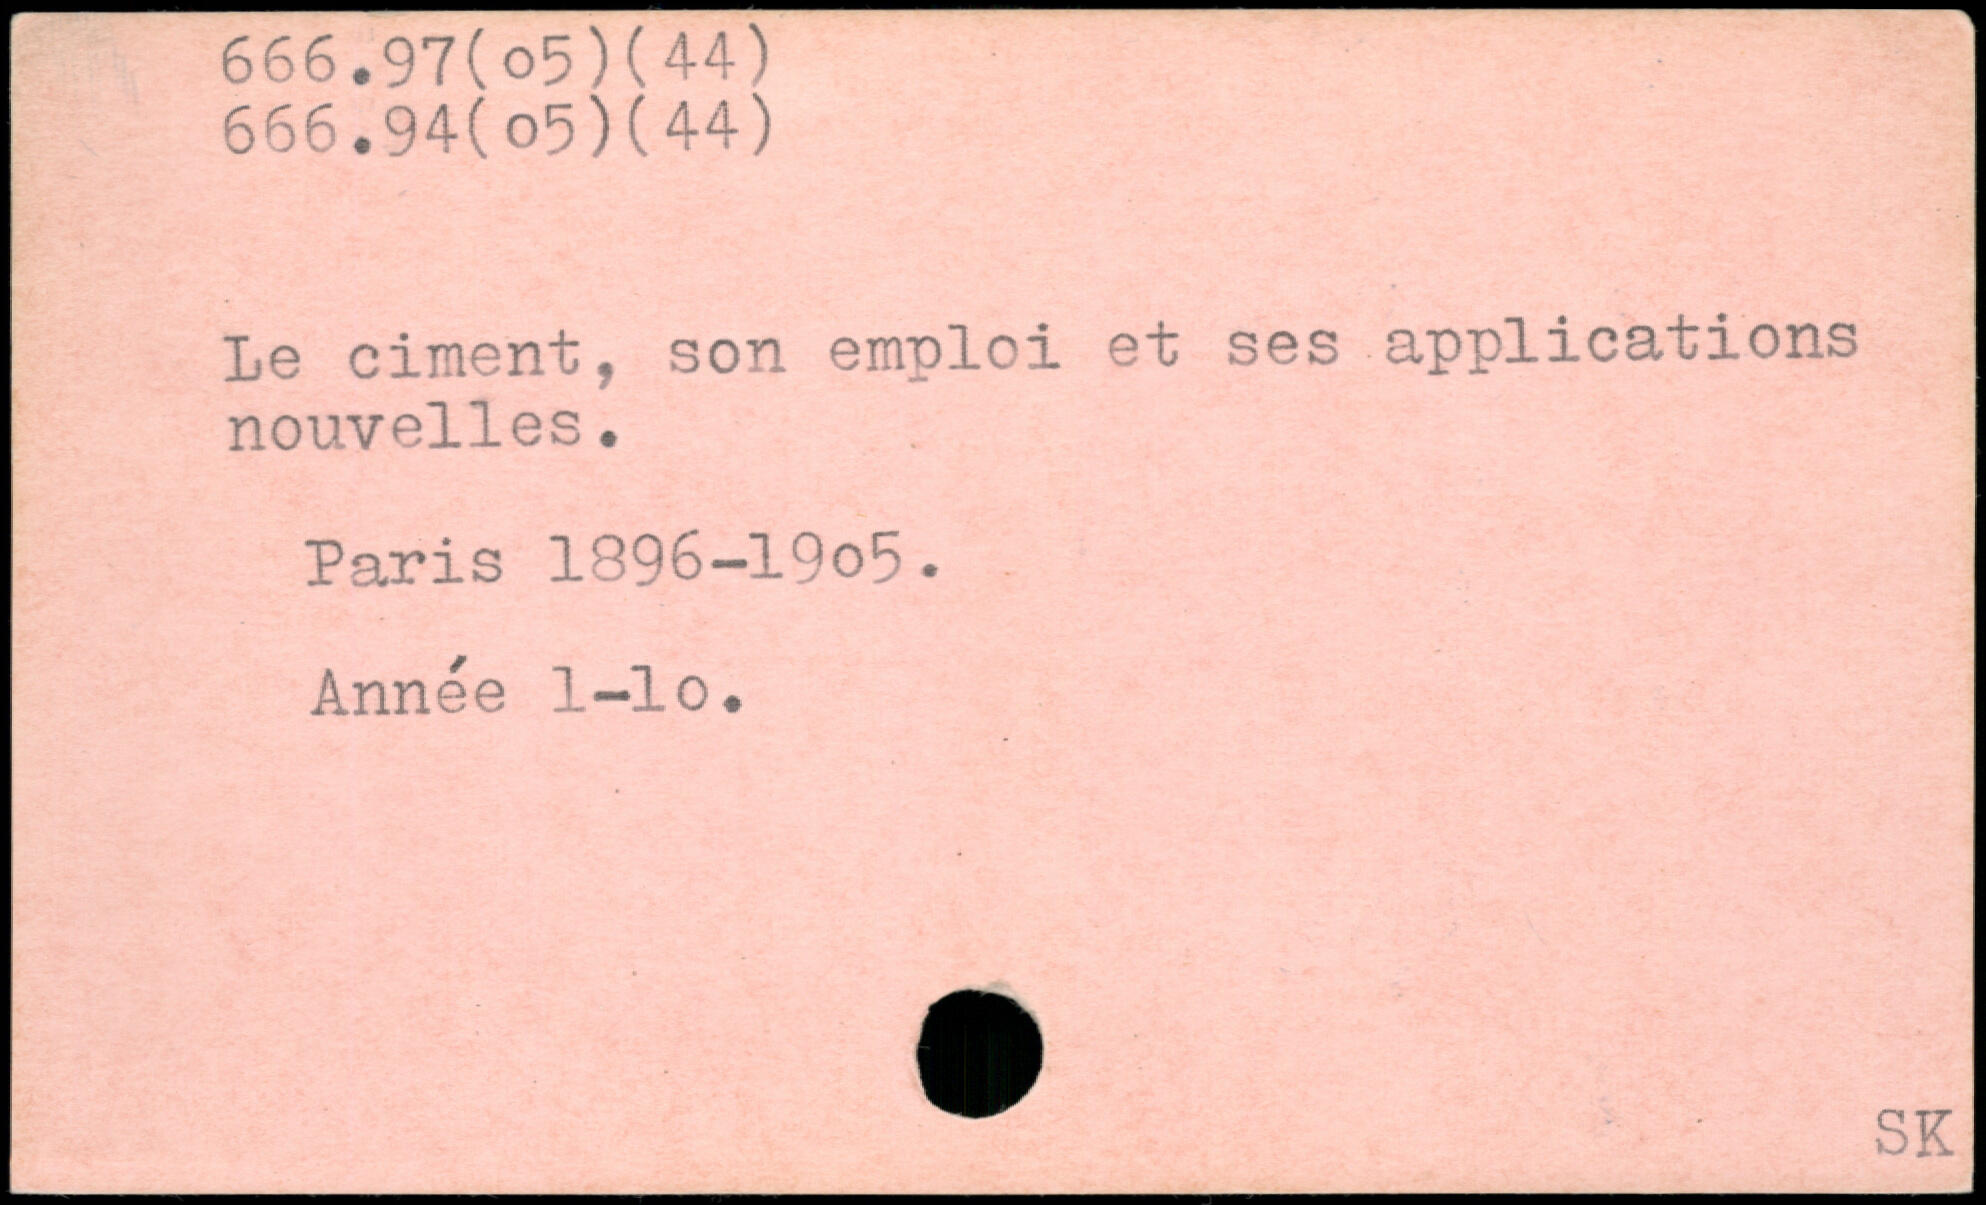 666.97(o5)(44)
666.94(o5)(44)
Le ciment, son emploi et ses applications
nouvelles.
Paris 1896-19o5.
Année 1-1o.
SK